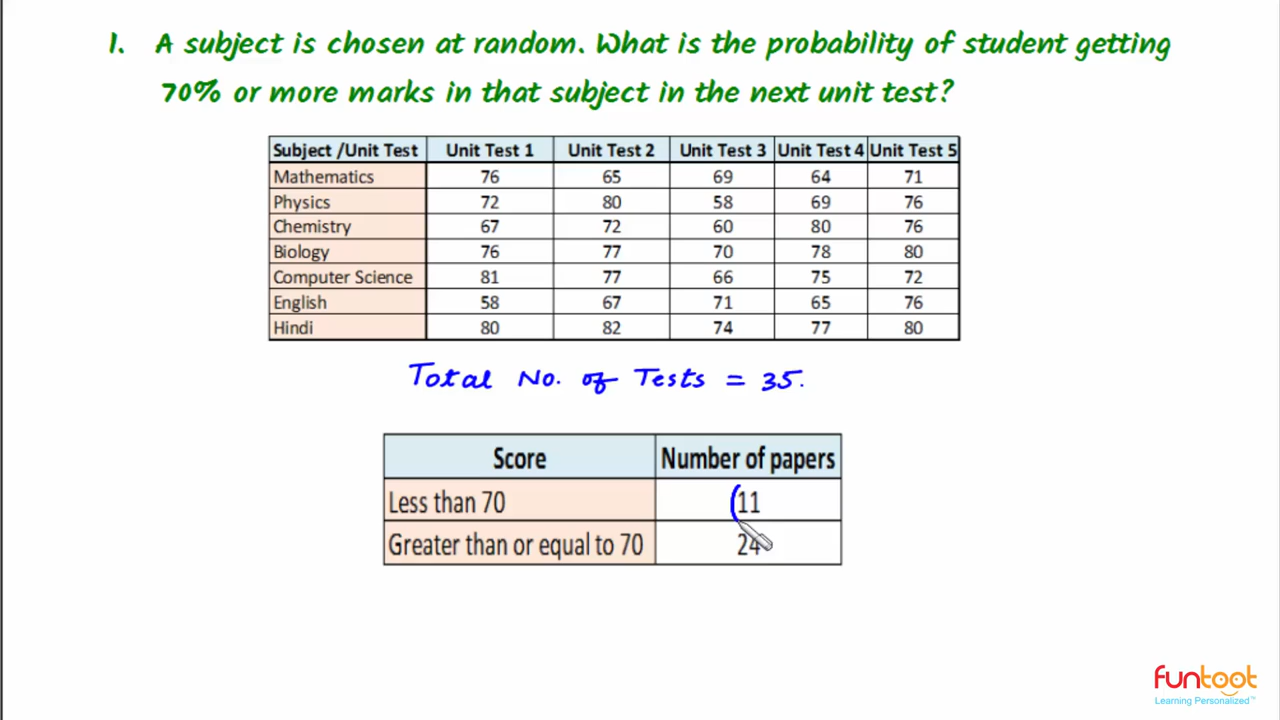 1. A subject is chosen at random. What is the probability of student getting
70% or more marks in that subject in the next unit test?
Subject /Unit Test Unit Test 1 Unit Test 2 Unit Test 3 Unit Test 4 Unit Test 5
Mathematics 76 65 69 64 71
Physics 72 80 58 69 76
Chemistry 67 72 60 80 76
Biology 76 77 70 78 80
Computer Science 81 77 66 75 72
English 58 67 71 65 76
Hindi 80 82 74 77 80
Total No. of Tests = 35.
Score Number of papers
Less than 70 (11
Greater than or equal to 70 24
funtoot
Learning Personalized™